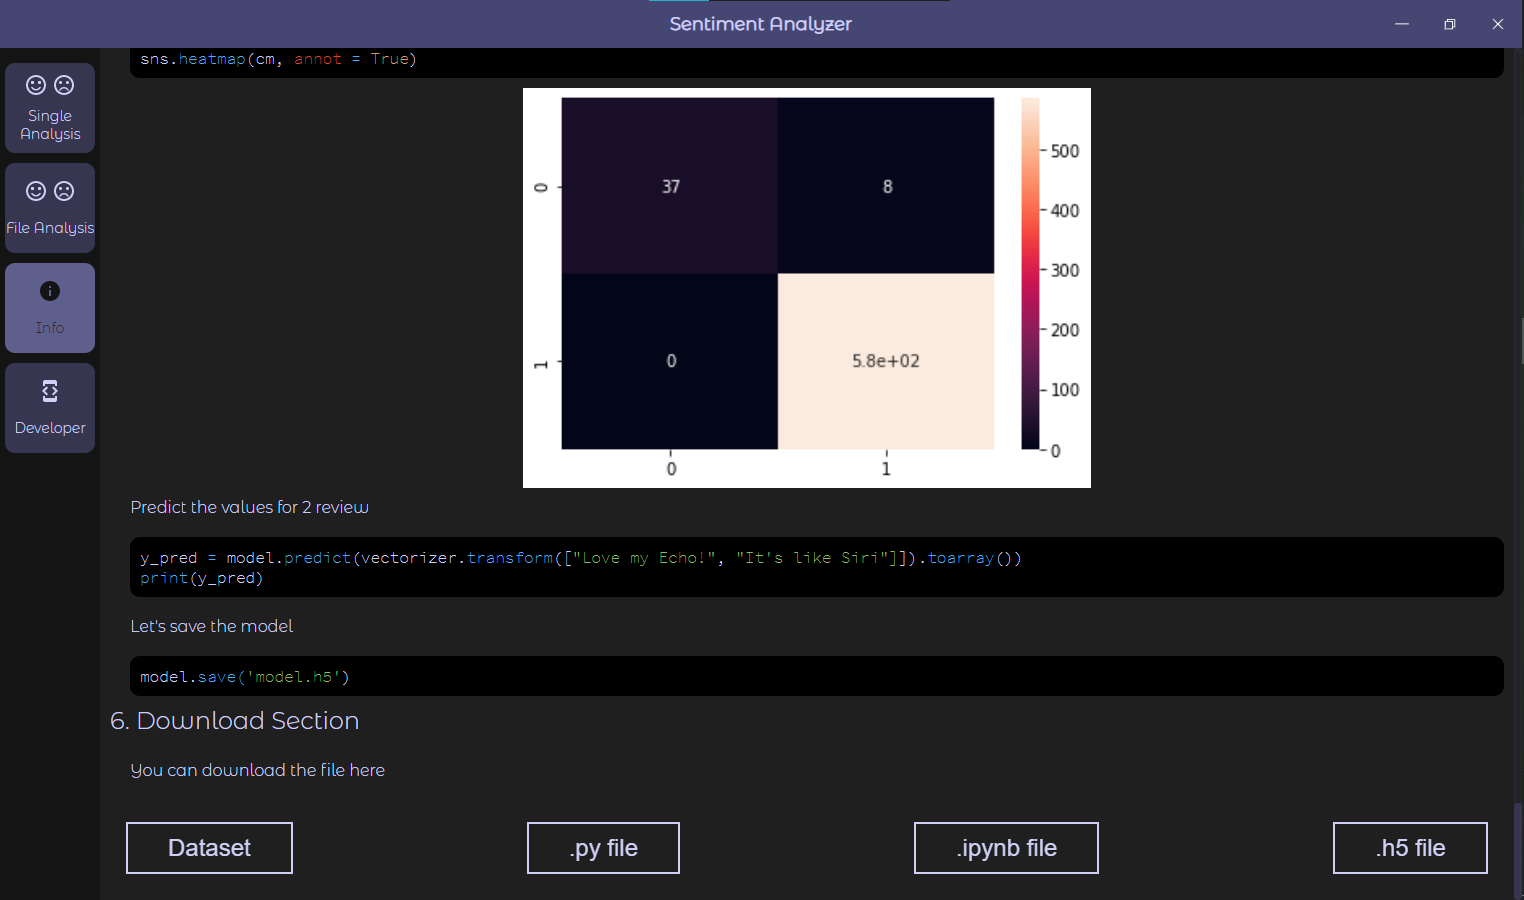 Sentiment Analyzer
Single
Analysis
File Analysis
Info
Developer
sns.heatmap(cm, annot = True)
0
37
8
1
0
5.8e+02
0
1
500
400
300
200
100
0
Predict the values for 2 review
y_pred = model.predict(vectorizer.transform(["Love my Echo!", "It's like Siri"]]).toarray())
print(y_pred)
Let's save the model
model.save('model.h5')
6. Download Section
You can download the file here
Dataset
.py file
.ipynb file
.h5 file